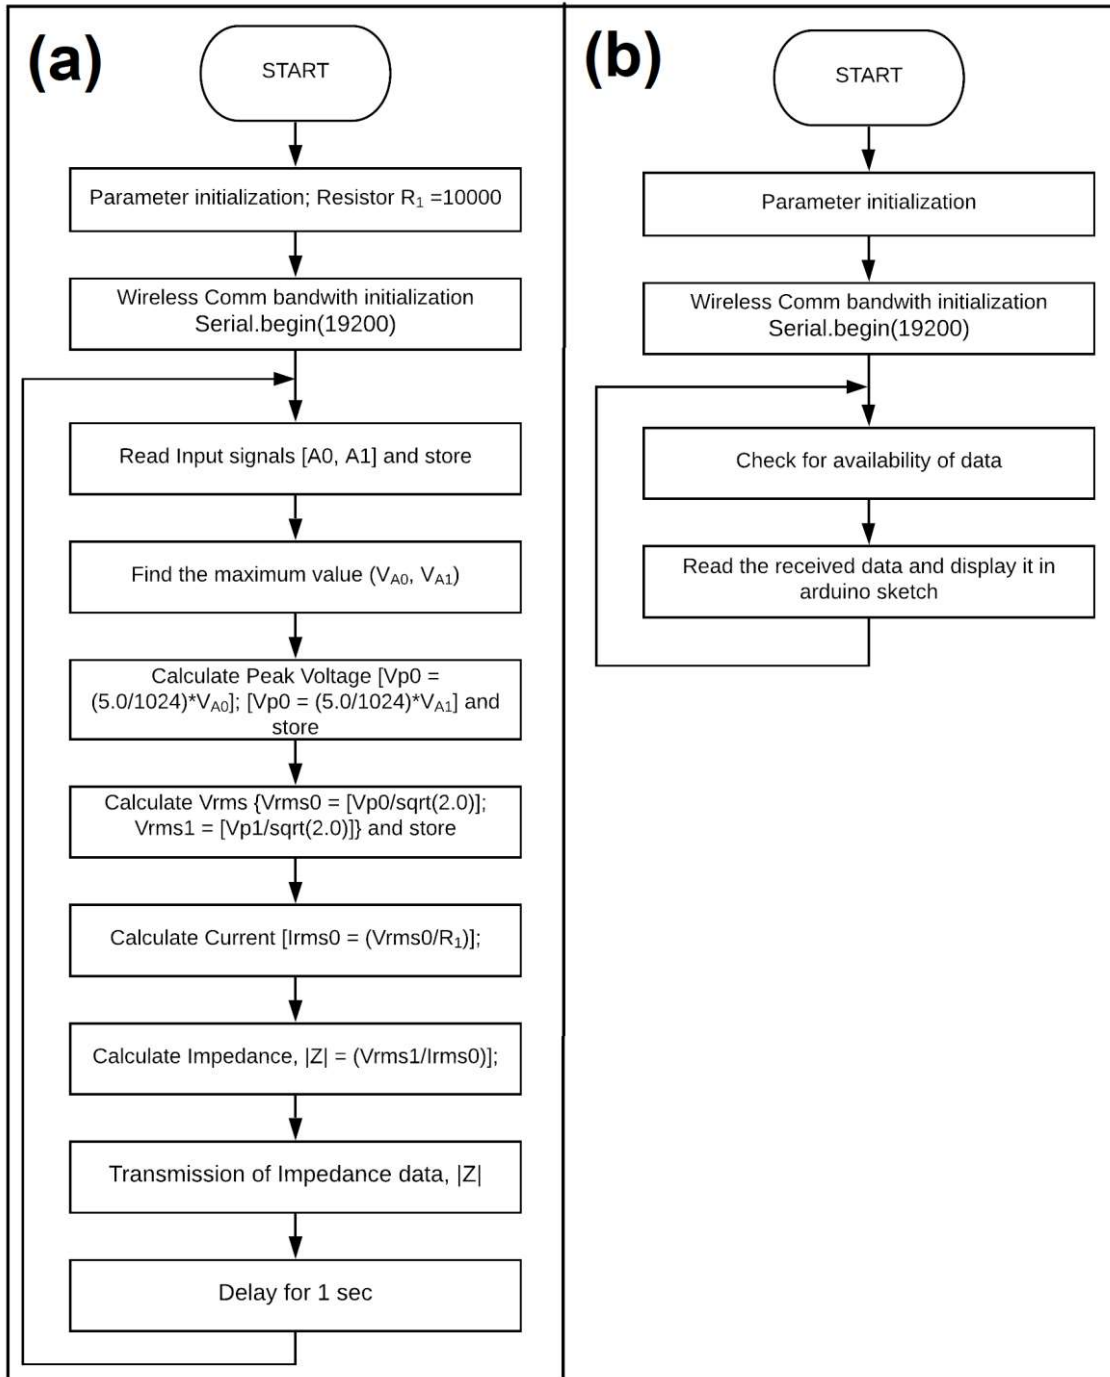 (a)
START
Parameter initialization; Resistor R₁ =10000
Wireless Comm bandwith initialization
Serial.begin(19200)
Read Input signals [A0, A1] and store
Find the maximum value (V_A0, V_A1)
Calculate Peak Voltage [Vp0 =
(5.0/1024)*V_A0]; [Vp0 = (5.0/1024)*V_A1] and
store
Calculate Vrms {Vrms0 = [Vp0/sqrt(2.0)];
Vrms1 = [Vp1/sqrt(2.0)]} and store
Calculate Current [Irms0 = (Vrms0/R₁)];
Calculate Impedance, |Z| = (Vrms1/Irms0)];
Transmission of Impedance data, |Z|
Delay for 1 sec
(b)
START
Parameter initialization
Wireless Comm bandwith initialization
Serial.begin(19200)
Check for availability of data
Read the received data and display it in
arduino sketch